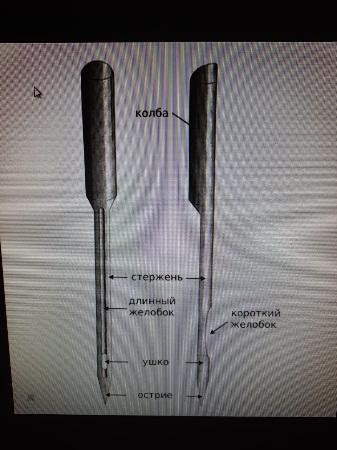 колба
стержень
длинный
желобок
короткий
желобок
ушко
острие